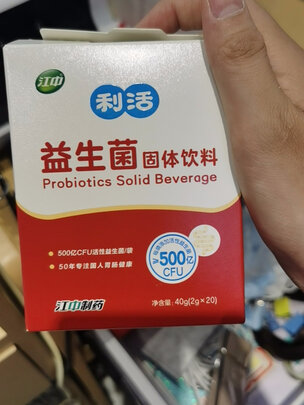 江中
利活
益生菌 固体饮料
Probiotics Solid Beverage
500亿CFU活性益生菌/袋
50年专注国人胃肠健康
500亿
CFU
江中制药
净含量: 40g(2g×20)